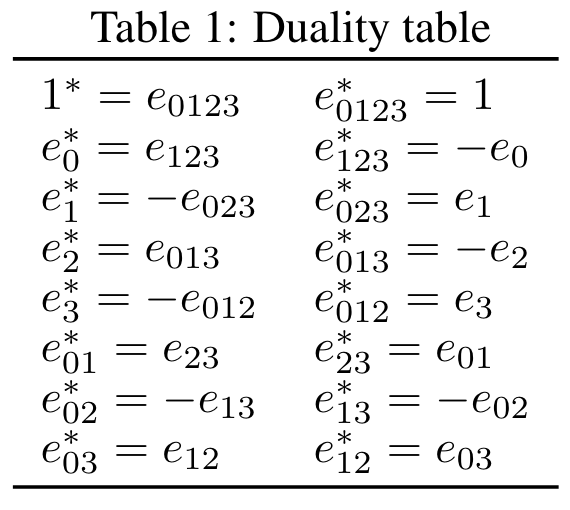 Table 1: Duality table
1* = e₀₁₂₃ e*₀₁₂₃ = 1
e*₀ = e₁₂₃ e*₁₂₃ = −e₀
e*₁ = −e₀₂₃ e*₀₂₃ = e₁
e*₂ = e₀₁₃ e*₀₁₃ = −e₂
e*₃ = −e₀₁₂ e*₀₁₂ = e₃
e*₀₁ = e₂₃ e*₂₃ = e₀₁
e*₀₂ = −e₁₃ e*₁₃ = −e₀₂
e*₀₃ = e₁₂ e*₁₂ = e₀₃